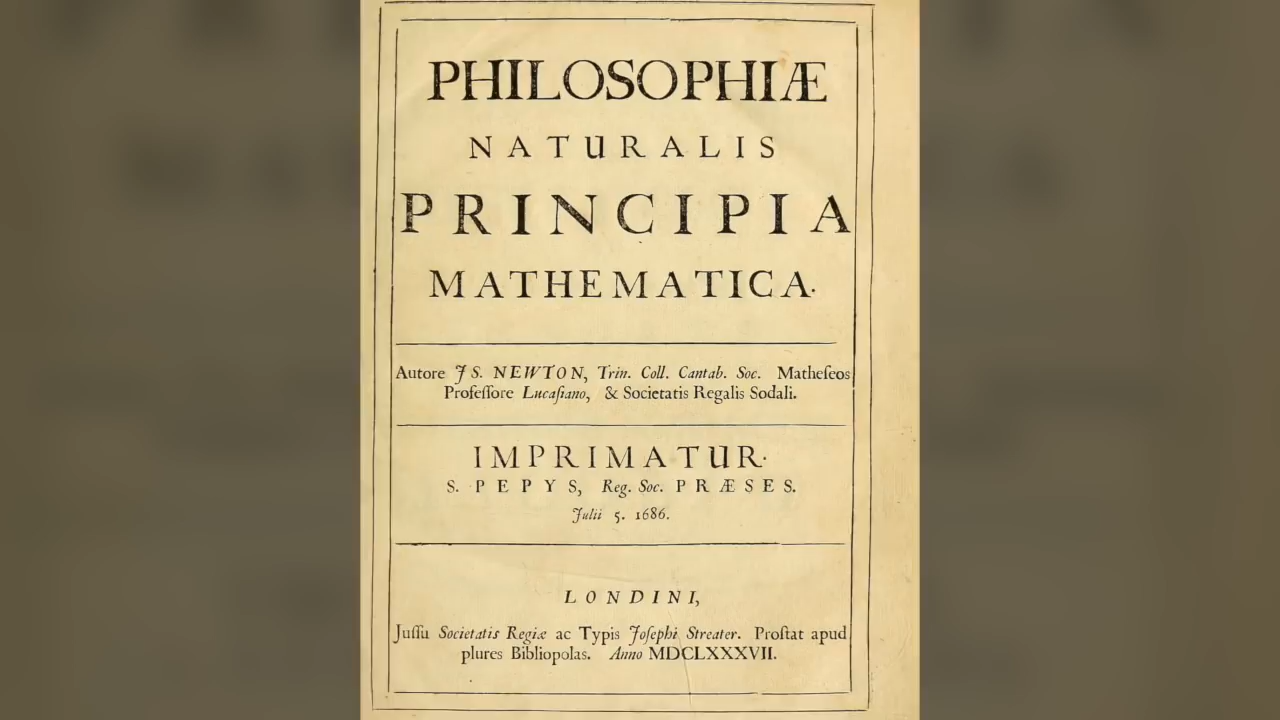 PHILOSOPHIÆ
NATURALIS
PRINCIPIA
MATHEMATICA.
Autore JS. NEWTON, Trin. Coll. Cantab. Soc. Matheſeos
Profeſſore Lucaſiano, & Societatis Regalis Sodali.
IMPRIMATUR.
S. PEPYS, Reg. Soc. PRÆSES.
Julii 5. 1686.
LONDINI,
Juſſu Societatis Regiæ ac Typis Joſephi Streater. Proſtat apud
plures Bibliopolas. Anno MDCLXXXVII.